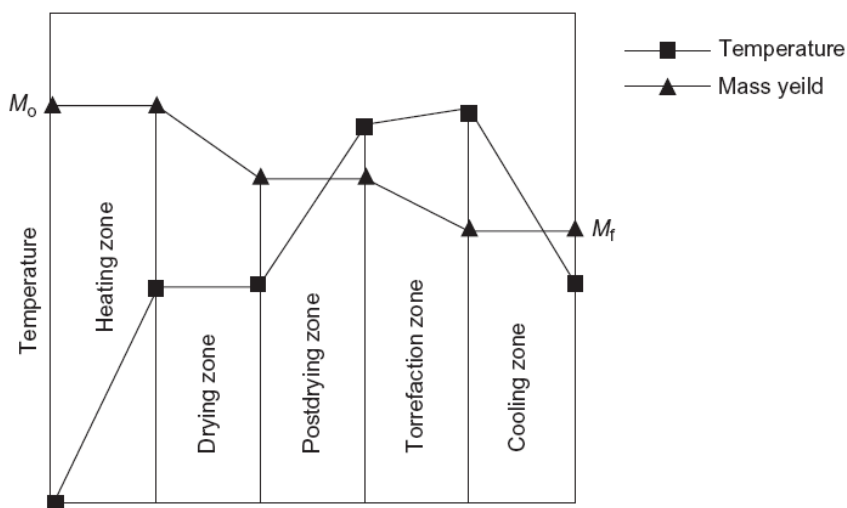 Temperature
Mass yeild
Mo
Mf
Temperature
Heating zone
Drying zone
Postdrying zone
Torrefaction zone
Cooling zone